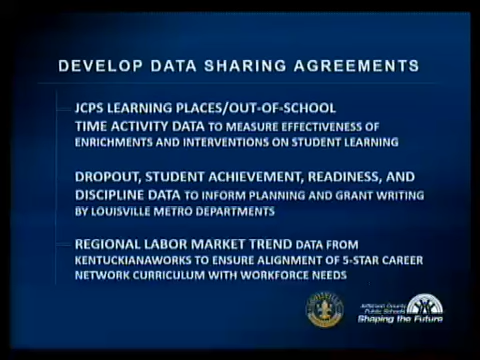 DEVELOP DATA SHARING AGREEMENTS
JCPS LEARNING PLACES/OUT-OF-SCHOOL
TIME ACTIVITY DATA TO MEASURE EFFECTIVENESS OF
ENRICHMENTS AND INTERVENTIONS ON STUDENT LEARNING
DROPOUT, STUDENT ACHIEVEMENT, READINESS, AND
DISCIPLINE DATA TO INFORM PLANNING AND GRANT WRITING
BY LOUISVILLE METRO DEPARTMENTS
REGIONAL LABOR MARKET TREND DATA FROM
KENTUCKIANAWORKS TO ENSURE ALIGNMENT OF 5-STAR CAREER
NETWORK CURRICULUM WITH WORKFORCE NEEDS
LOUISVILLE
Jefferson County
Public Schools
Shaping the Future